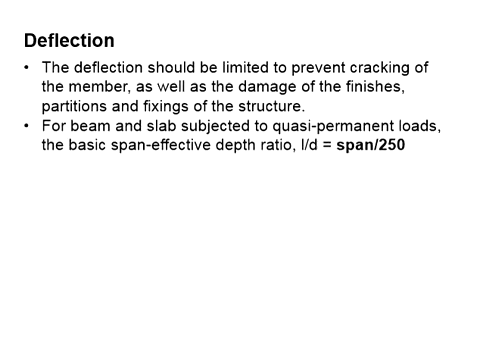 Deflection
• The deflection should be limited to prevent cracking of
the member, as well as the damage of the finishes,
partitions and fixings of the structure.
• For beam and slab subjected to quasi-permanent loads,
the basic span-effective depth ratio, l/d = span/250